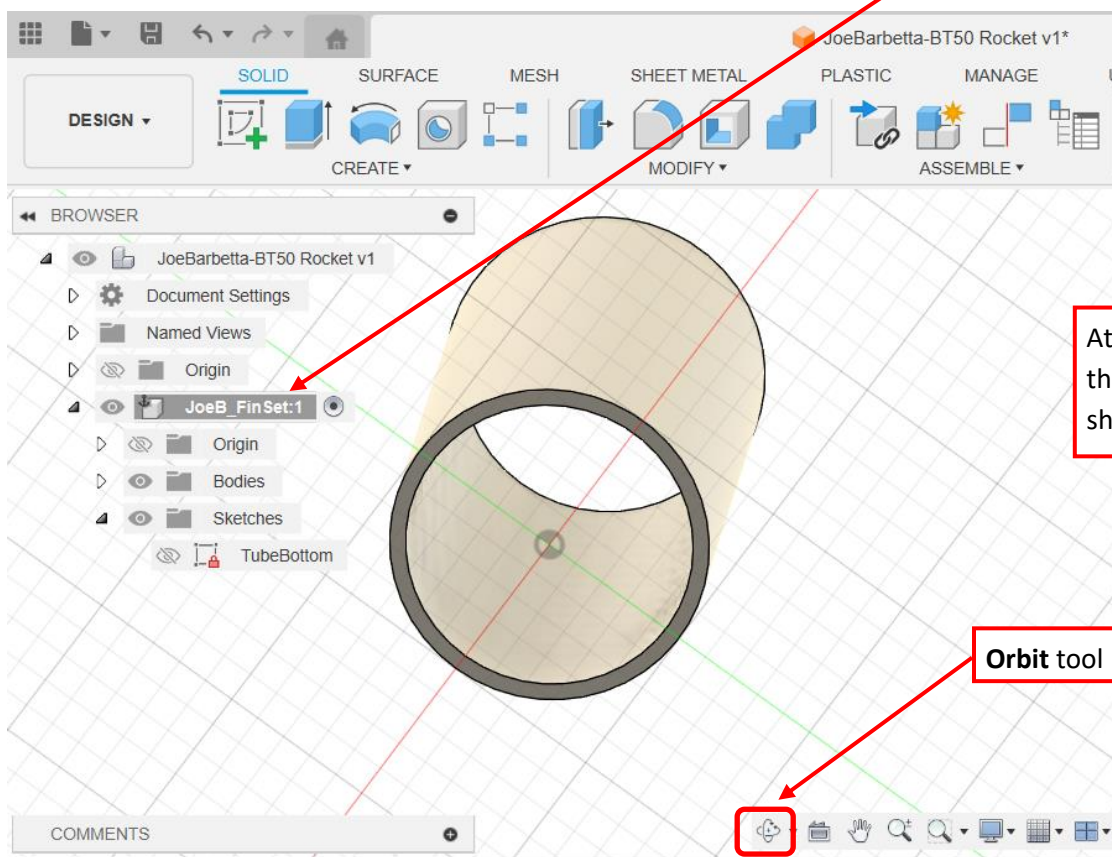 JoeBarbetta-BT50 Rocket v1*
SOLID SURFACE MESH SHEET METAL PLASTIC MANAGE
DESIGN
CREATE MODIFY ASSEMBLE
BROWSER
JoeBarbetta-BT50 Rocket v1
Document Settings
Named Views
Origin
At
JoeB_FinSet:1
th
sh
Origin
Bodies
Sketches
TubeBottom
Orbit tool
COMMENTS